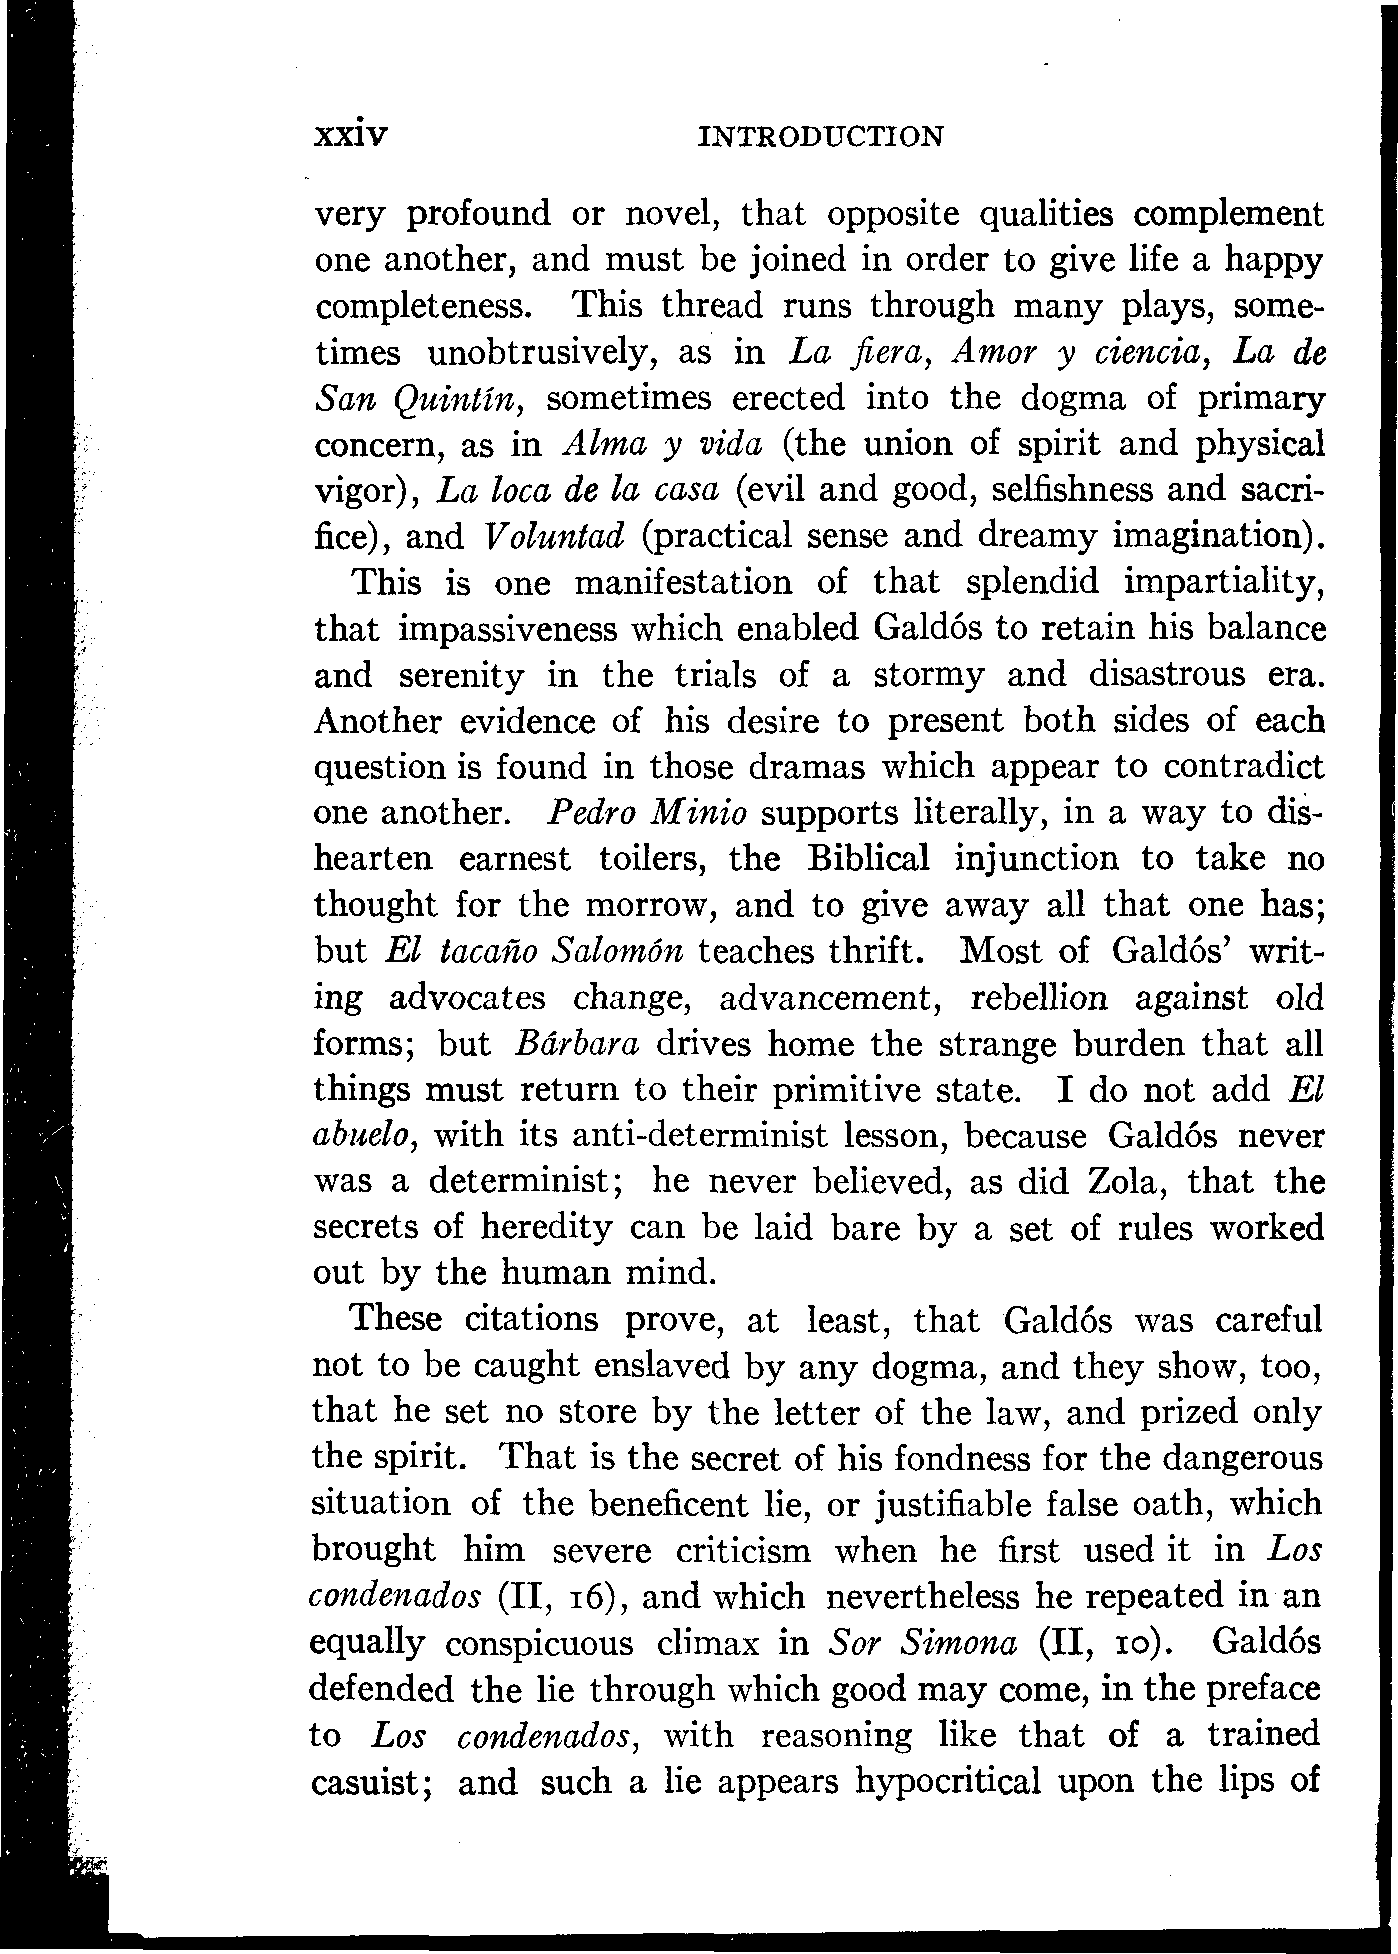 xxiv INTRODUCTION
very profound or novel, that opposite qualities complement
one another, and must be joined in order to give life a happy
completeness. This thread runs through many plays, some-
times unobtrusively, as in La fiera, Amor y ciencia, La de
San Quintín, sometimes erected into the dogma of primary
concern, as in Alma y vida (the union of spirit and physical
vigor), La loca de la casa (evil and good, selfishness and sacri-
fice), and Voluntad (practical sense and dreamy imagination).
This is one manifestation of that splendid impartiality,
that impassiveness which enabled Galdós to retain his balance
and serenity in the trials of a stormy and disastrous era.
Another evidence of his desire to present both sides of each
question is found in those dramas which appear to contradict
one another. Pedro Minio supports literally, in a way to dis-
hearten earnest toilers, the Biblical injunction to take no
thought for the morrow, and to give away all that one has;
but El tacaño Salomón teaches thrift. Most of Galdós' writ-
ing advocates change, advancement, rebellion against old
forms; but Bárbara drives home the strange burden that all
things must return to their primitive state. I do not add El
abuelo, with its anti-determinist lesson, because Galdós never
was a determinist; he never believed, as did Zola, that the
secrets of heredity can be laid bare by a set of rules worked
out by the human mind.
These citations prove, at least, that Galdós was careful
not to be caught enslaved by any dogma, and they show, too,
that he set no store by the letter of the law, and prized only
the spirit. That is the secret of his fondness for the dangerous
situation of the beneficent lie, or justifiable false oath, which
brought him severe criticism when he first used it in Los
condenados (II, 16), and which nevertheless he repeated in an
equally conspicuous climax in Sor Simona (II, 10). Galdós
defended the lie through which good may come, in the preface
to Los condenados, with reasoning like that of a trained
casuist; and such a lie appears hypocritical upon the lips of